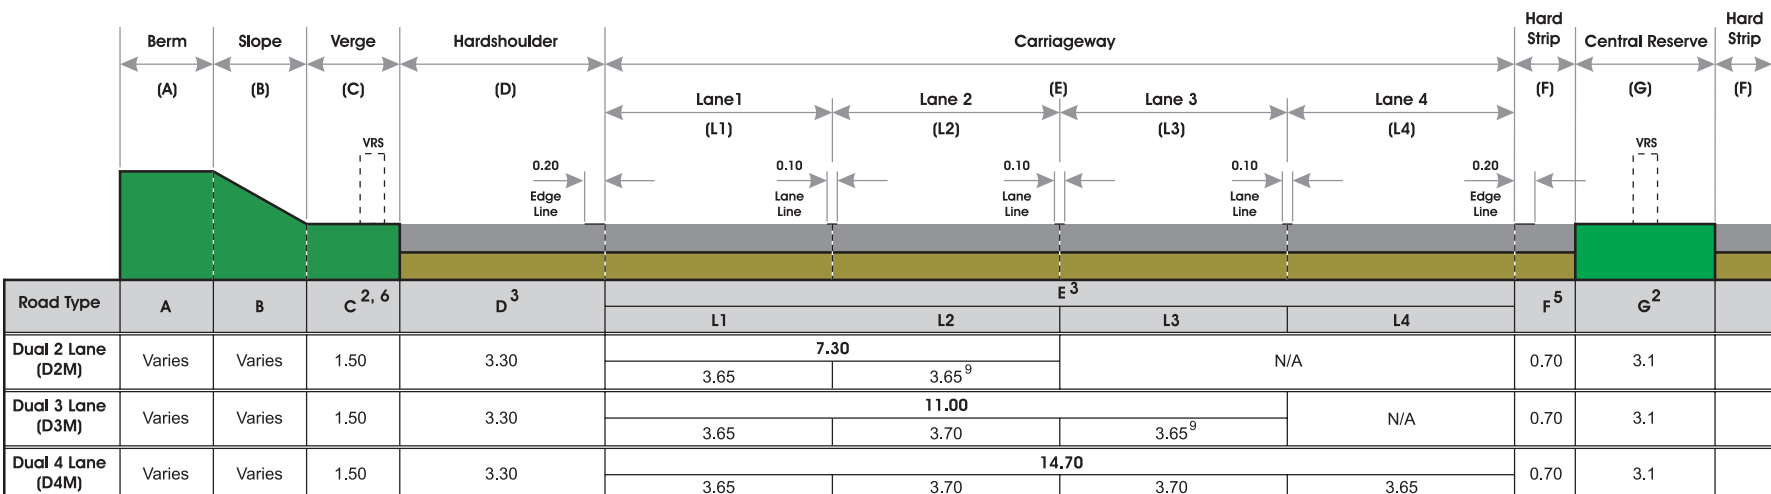 Berm Slope Verge Hardshoulder Carriageway Hard Strip Central Reserve Hard Strip
(A) (B) (C) (D) (E) (F) (G) (F)
Lane1 Lane 2 Lane 3 Lane 4
(L1) (L2) (L3) (L4)
VRS VRS
0.20 0.10 0.10 0.10 0.20
Edge Line Lane Line Lane Line Lane Line Edge Line
Road Type A B C 2, 6 D 3 E 3 F 5 G 2
L1 L2 L3 L4
Dual 2 Lane (D2M) Varies Varies 1.50 3.30 7.30 N/A 0.70 3.1
3.65 3.65 9
Dual 3 Lane (D3M) Varies Varies 1.50 3.30 11.00 N/A 0.70 3.1
3.65 3.70 3.65 9
Dual 4 Lane (D4M) Varies Varies 1.50 3.30 14.70 0.70 3.1
3.65 3.70 3.70 3.65